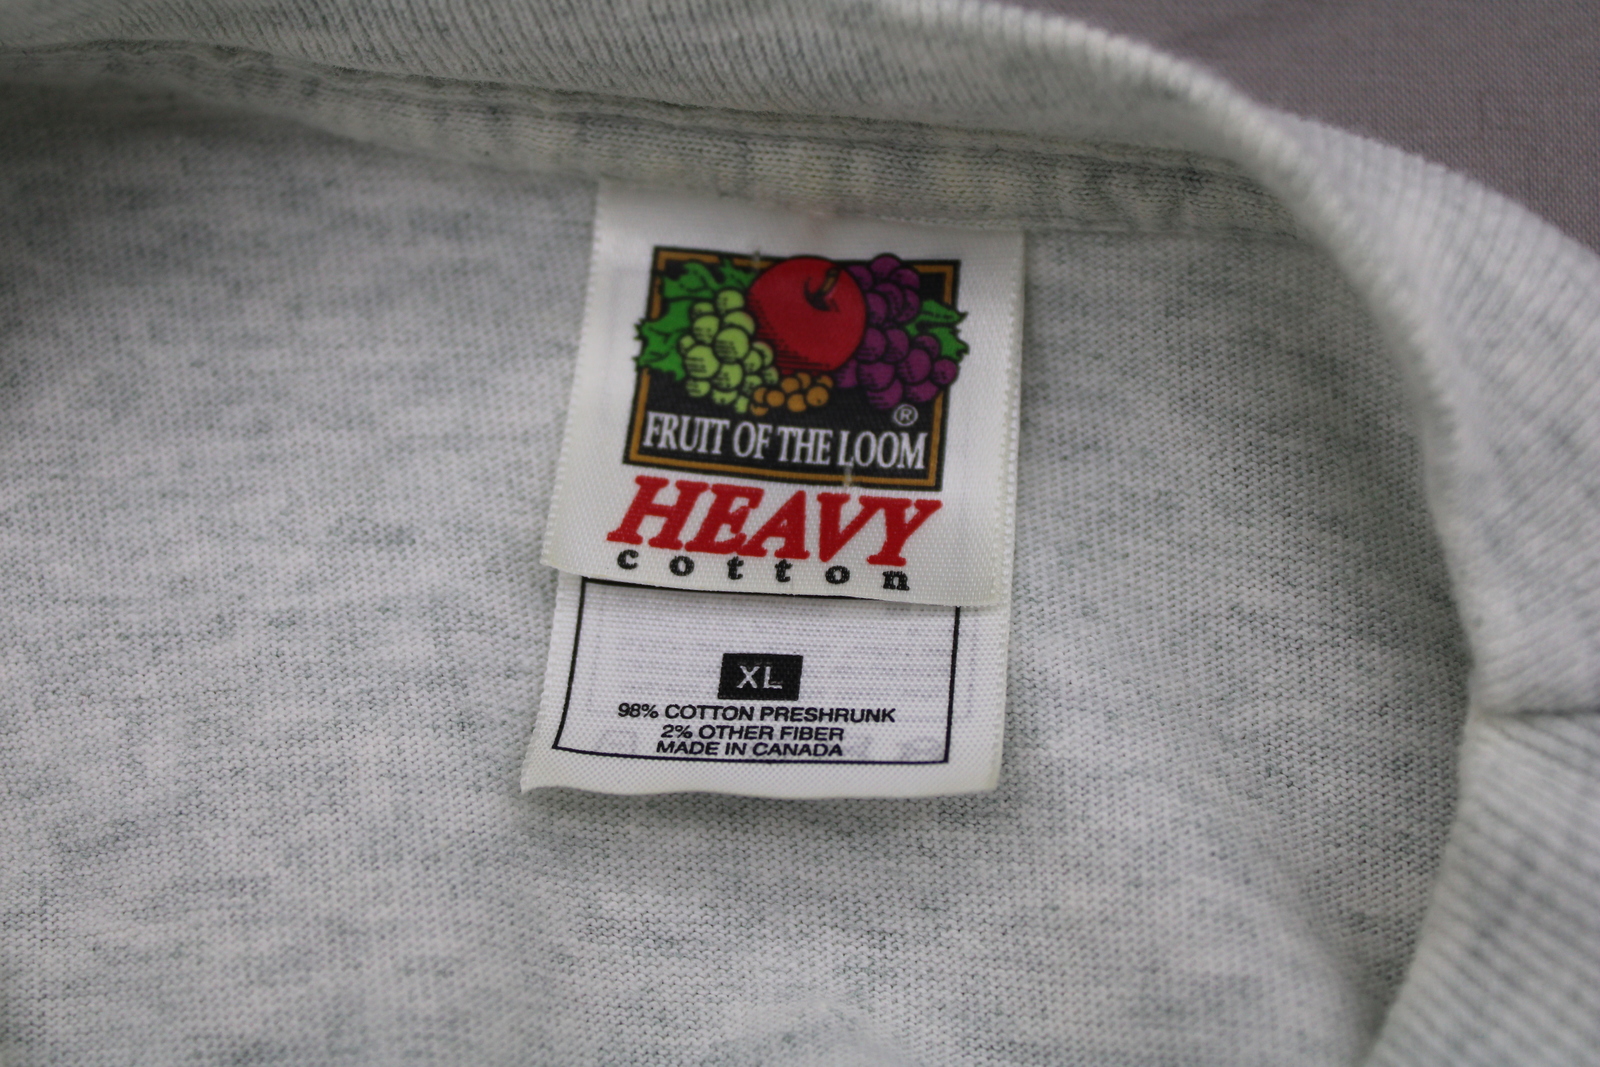 ®
FRUIT OF THE LOOM
HEAVY
cotton
XL
98% COTTON PRESHRUNK
2% OTHER FIBER
MADE IN CANADA